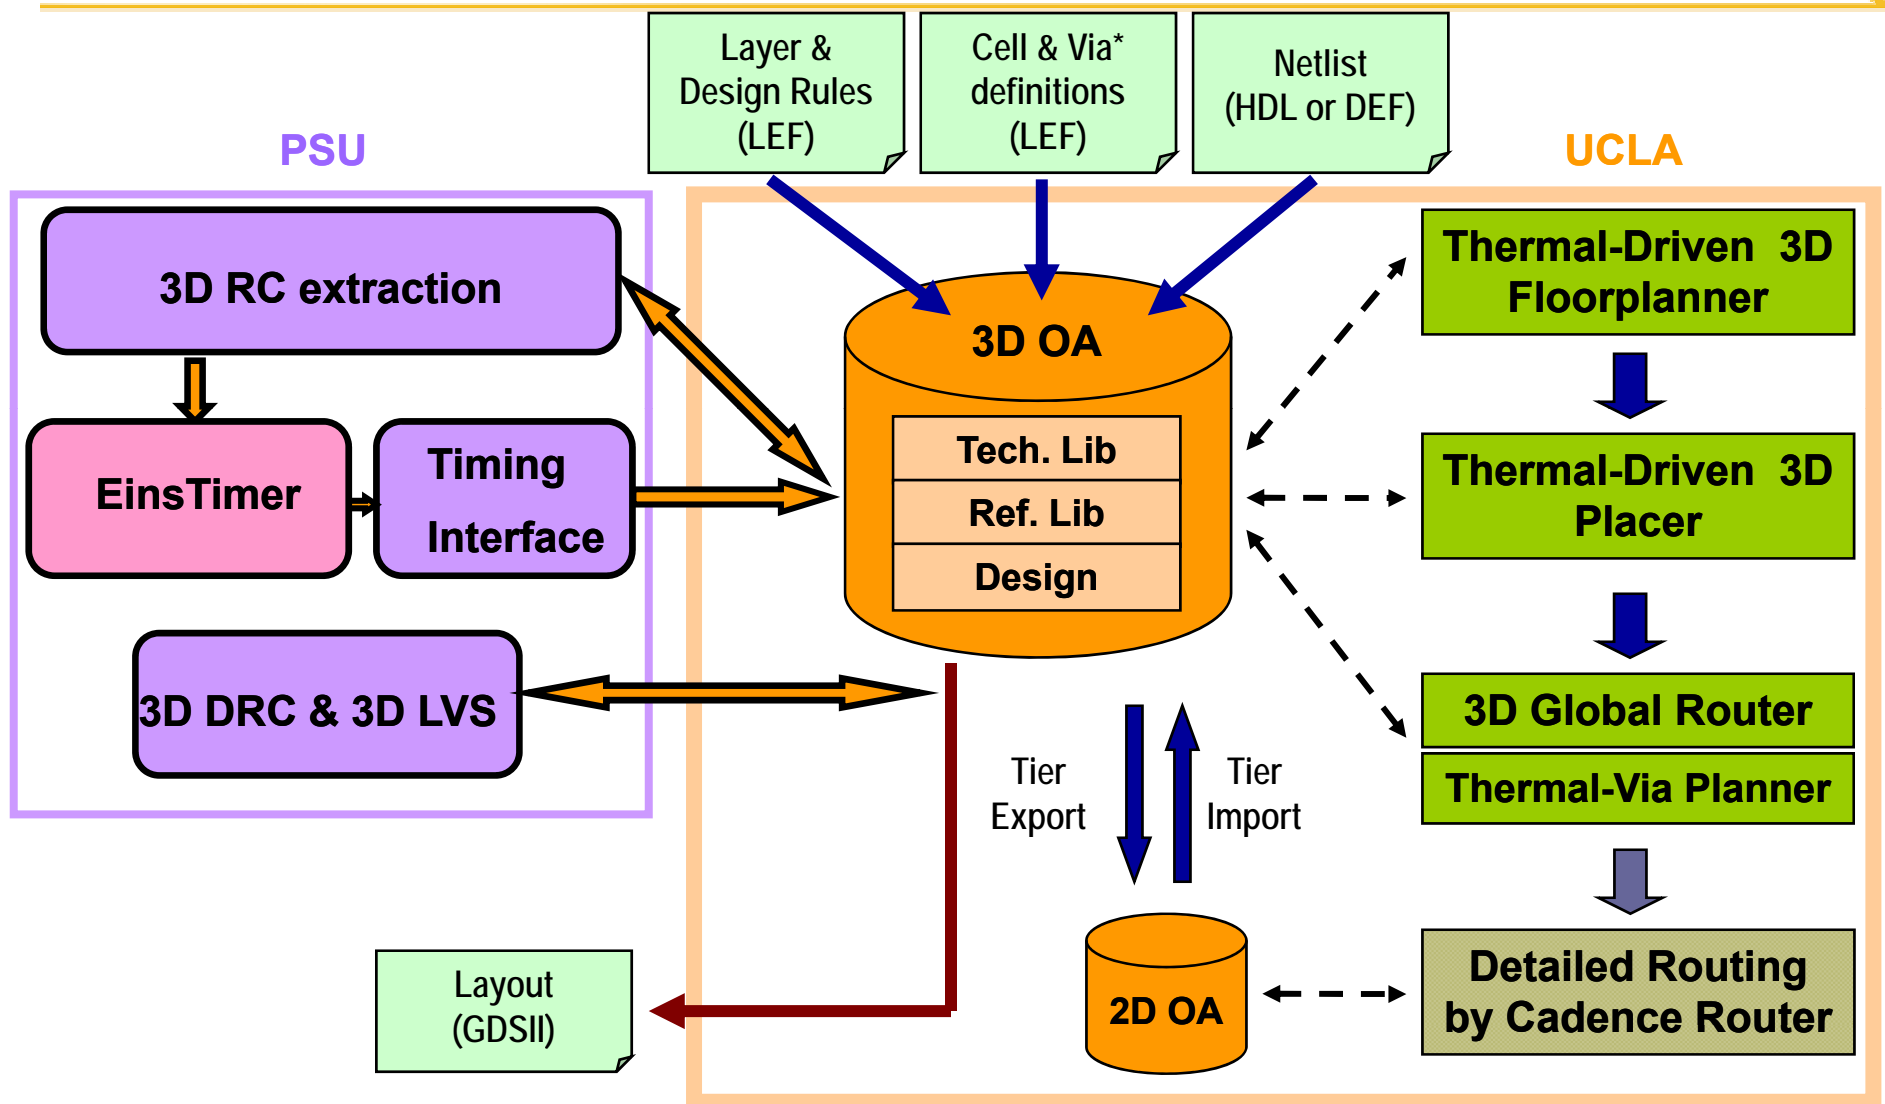 Layer &
Design Rules
(LEF)
Cell & Via*
definitions
(LEF)
Netlist
(HDL or DEF)
PSU
UCLA
3D RC extraction
EinsTimer
Timing
Interface
3D DRC & 3D LVS
3D OA
Tech. Lib
Ref. Lib
Design
Thermal-Driven 3D
Floorplanner
Thermal-Driven 3D
Placer
3D Global Router
Thermal-Via Planner
Tier
Export
Tier
Import
Layout
(GDSII)
2D OA
Detailed Routing
by Cadence Router